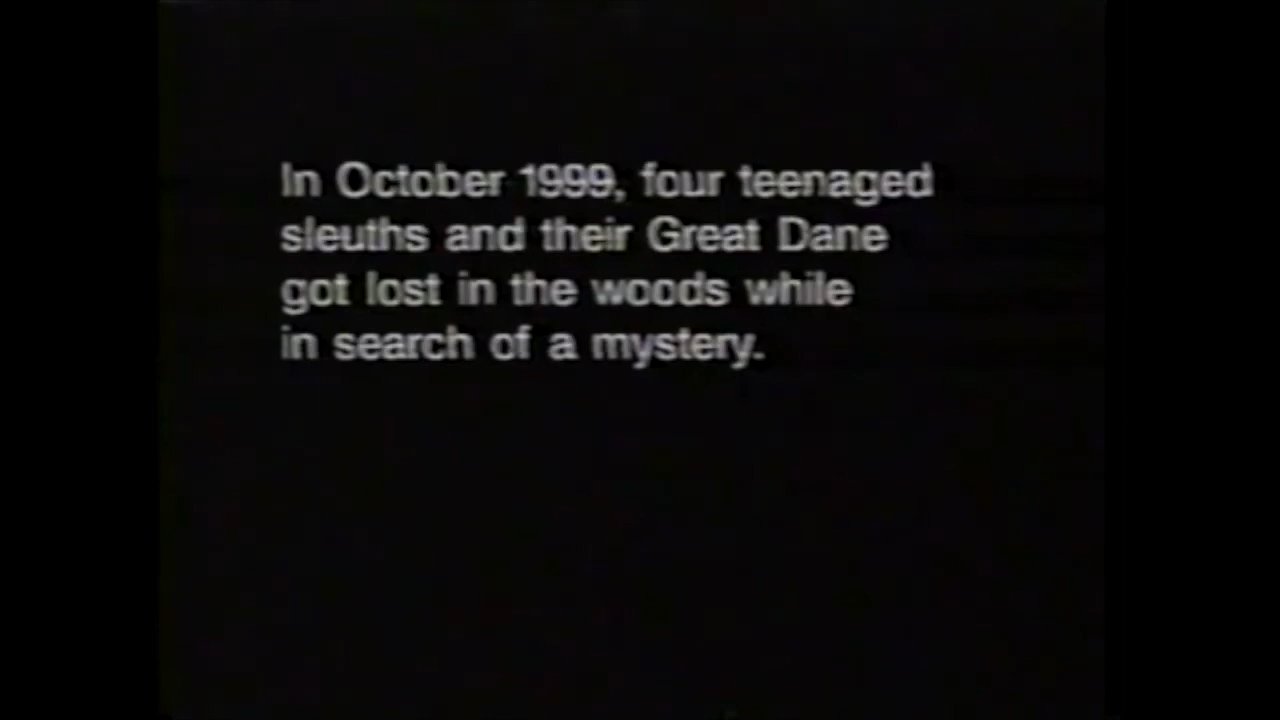 In October 1999, four teenaged
sleuths and their Great Dane
got lost in the woods while
in search of a mystery.